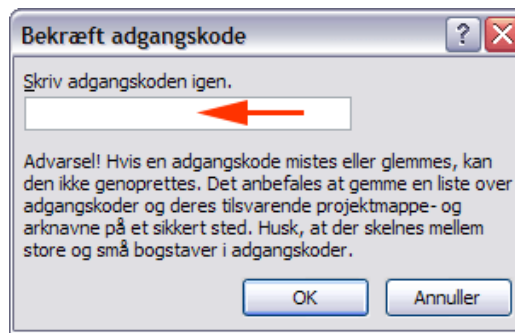 Bekræft adgangskode
?
Skriv adgangskoden igen.
Advarsel! Hvis en adgangskode mistes eller glemmes, kan
den ikke genoprettes. Det anbefales at gemme en liste over
adgangskoder og deres tilsvarende projektmappe- og
arknavne på et sikkert sted. Husk, at der skelnes mellem
store og små bogstaver i adgangskoder.
OK
Annuller